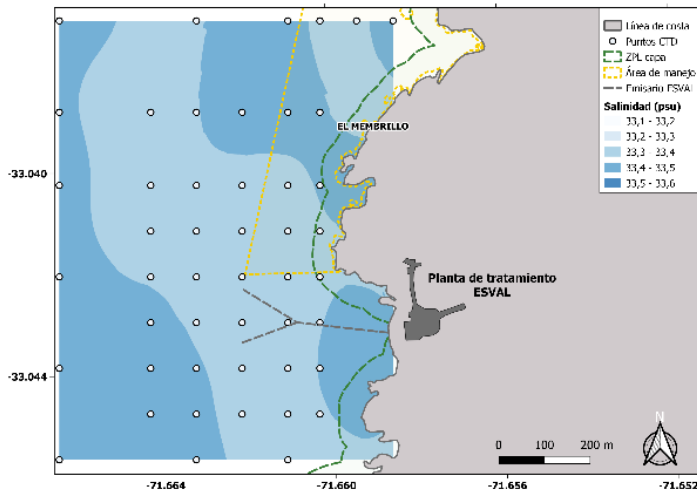 Línea de costa
Puntos CTD
ZPL capa
Área de manejo
Emisario ESVAL
Salinidad (psu)
33,1 - 33,2
33,2 - 33,3
33,3 - 33,4
33,4 - 33,5
33,5 - 33,6
EL MEMBRILLO
-33.040
Planta de tratamiento
ESVAL
-33.044
N
0 100 200 m
-71.664 -71.660 -71.656 -71.652